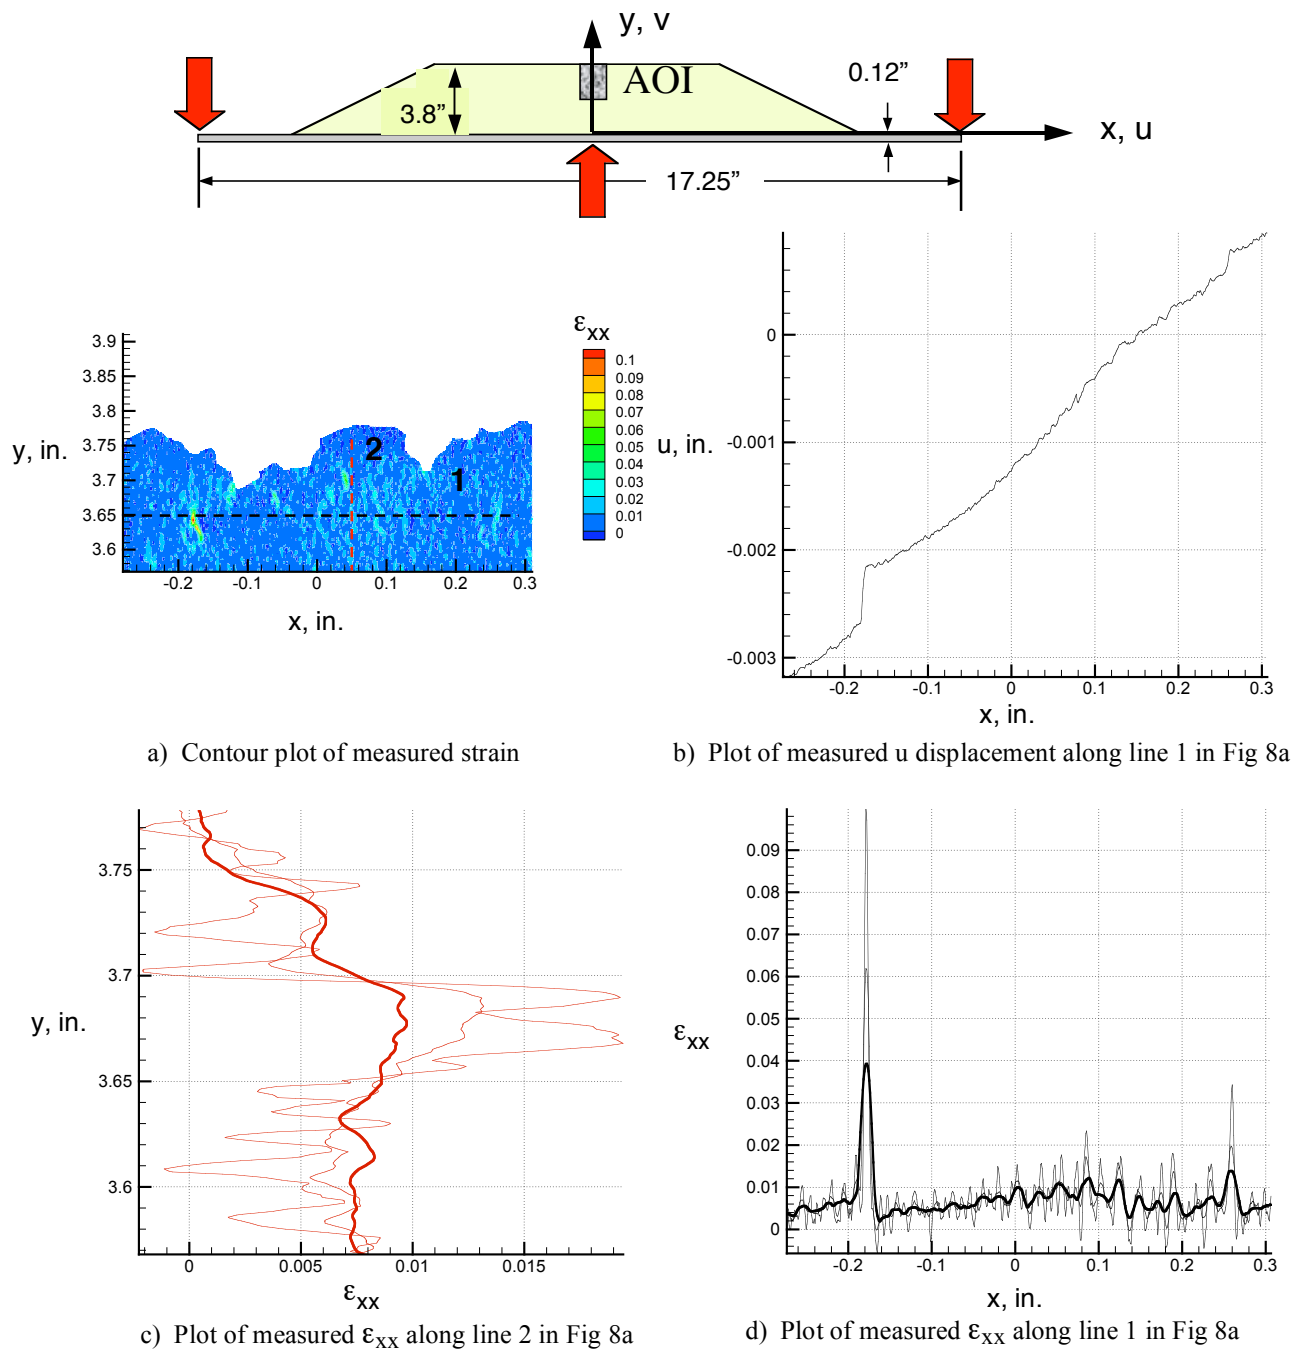 y, v
AOI
0.12”
3.8”
x, u
17.25”
εxx
3.9
3.85
3.8
3.75
3.7
3.65
3.6
y, in.
2
1
0.1
0.09
0.08
0.07
0.06
0.05
0.04
0.03
0.02
0.01
0
-0.2 -0.1 0 0.1 0.2 0.3
x, in.
a) Contour plot of measured strain
0
-0.001
-0.002
-0.003
u, in.
-0.2 -0.1 0 0.1 0.2 0.3
x, in.
b) Plot of measured u displacement along line 1 in Fig 8a
3.75
3.7
3.65
3.6
y, in.
0 0.005 0.01 0.015
εxx
c) Plot of measured εxx along line 2 in Fig 8a
0.09
0.08
0.07
0.06
0.05
0.04
0.03
0.02
0.01
0
εxx
-0.2 -0.1 0 0.1 0.2 0.3
x, in.
d) Plot of measured εxx along line 1 in Fig 8a